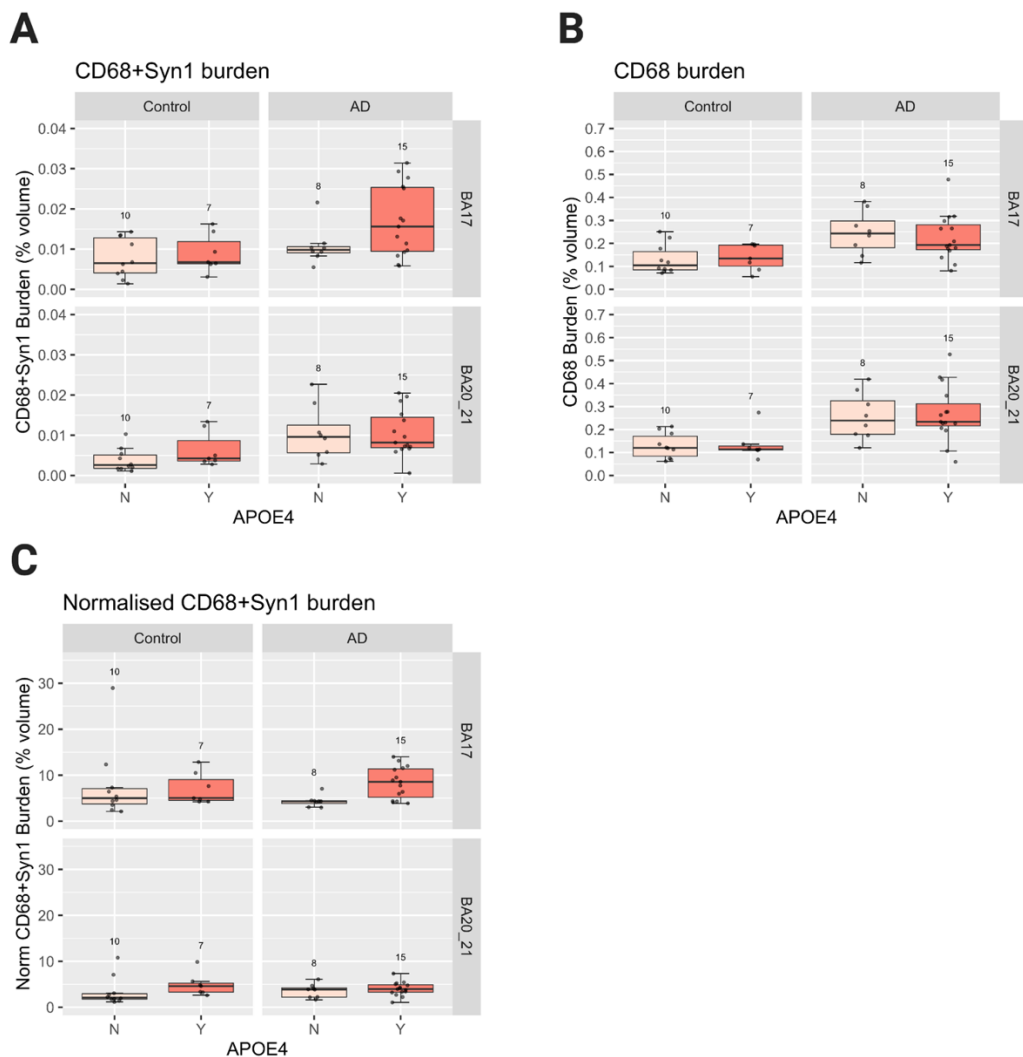 A
CD68+Syn1 burden
Control AD
CD68+Syn1 Burden (% volume)
0.04
0.03
0.02
0.01
0.00
10 7 8 15
BA17
0.04
0.03
0.02
0.01
0.00
10 7 8 15
BA20_21
N Y N Y
APOE4
B
CD68 burden
Control AD
CD68 Burden (% volume)
0.7
0.6
0.5
0.4
0.3
0.2
0.1
0.0
10 7 8 15
BA17
0.7
0.6
0.5
0.4
0.3
0.2
0.1
0.0
10 7 8 15
BA20_21
N Y N Y
APOE4
C
Normalised CD68+Syn1 burden
Control AD
Norm CD68+Syn1 Burden (% volume)
30
20
10
0
10 7 8 15
BA17
30
20
10
0
10 7 8 15
BA20_21
N Y N Y
APOE4